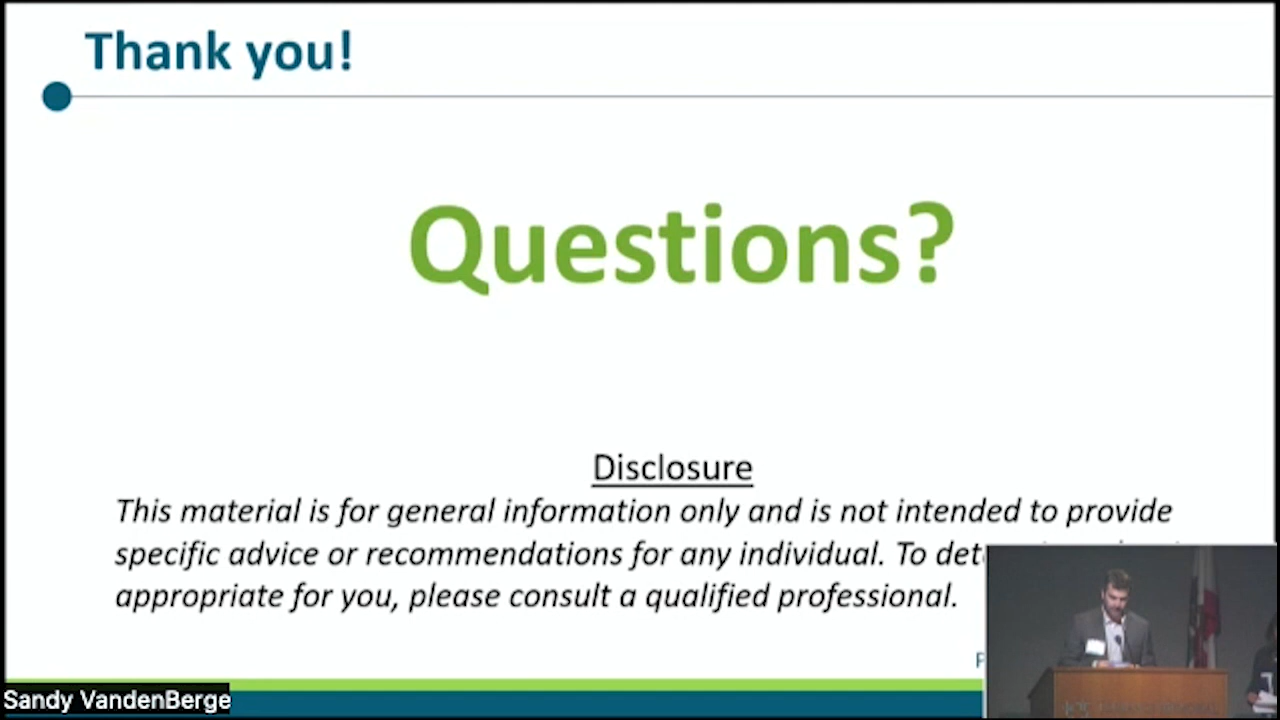 Thank you!
Questions?
Disclosure
This material is for general information only and is not intended to provide
specific advice or recommendations for any individual. To
appropriate for you, please consult a qualified professional.
Sandy VandenBerge